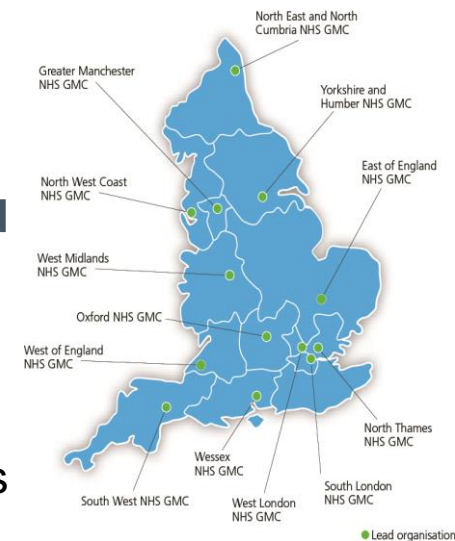 North East and North
Cumbria NHS GMC
Greater Manchester
NHS GMC
Yorkshire and
Humber NHS GMC
East of England
NHS GMC
North West Coast
NHS GMC
West Midlands
NHS GMC
Oxford NHS GMC
West of England
NHS GMC
North Thames
NHS GMC
Wessex
NHS GMC
South London
NHS GMC
South West NHS GMC
West London
NHS GMC
Lead organisation
s